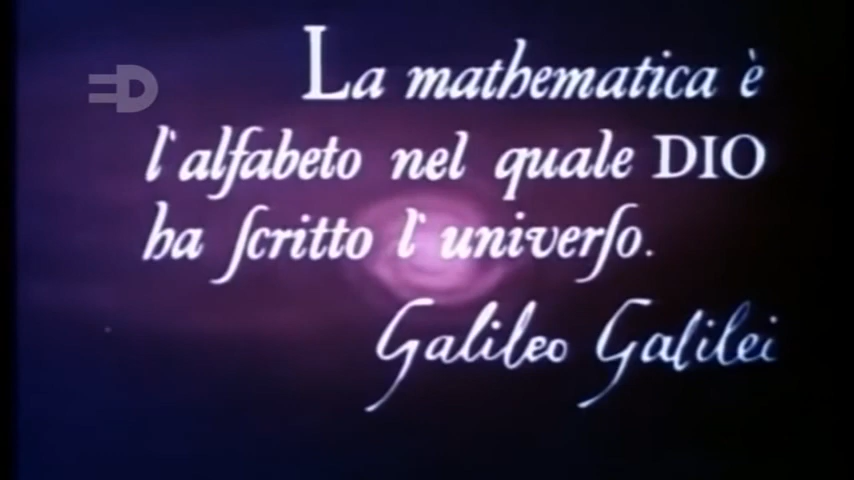 La mathematica è
l'alfabeto nel quale DIO
ha ſcritto l'univerſo.
Galileo Galilei